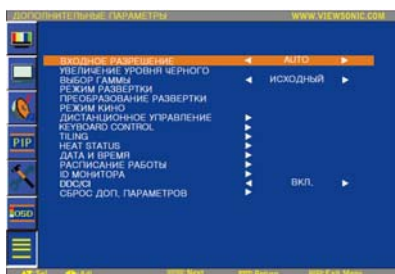 ДОПОЛНИТЕЛЬНЫЕ ПАРАМЕТРЫ WWW.VIEWSONIC.COM
ВХОДНОЕ РАЗРЕШЕНИЕ AUTO
УВЕЛИЧЕНИЕ УРОВНЯ ЧЕРНОГО
ВЫБОР ГАММЫ ИСХОДНЫЙ
РЕЖИМ РАЗВЕРТКИ
ПРЕОБРАЗОВАНИЕ РАЗВЕРТКИ
РЕЖИМ КИНО
ДИСТАНЦИОННОЕ УПРАВЛЕНИЕ
KEYBOARD CONTROL
TILING
HEAT STATUS
ДАТА И ВРЕМЯ
РАСПИСАНИЕ РАБОТЫ
ID МОНИТОРА
DDC/CI ВКЛ.
СБРОС ДОП. ПАРАМЕТРОВ
PIP
OSD